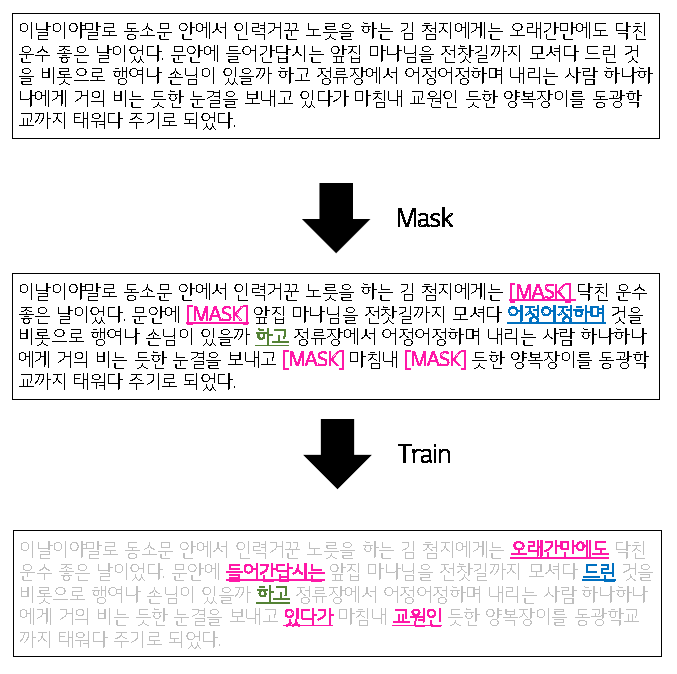 이날이야말로 동소문 안에서 인력거꾼 노릇을 하는 김 첨지에게는 오래간만에도 닥친
운수 좋은 날이었다. 문안에 들어간답시는 앞집 마나님을 전찻길까지 모셔다 드린 것
을 비롯으로 행여나 손님이 있을까 하고 정류장에서 어정어정하며 내리는 사람 하나하
나에게 거의 비는 듯한 눈결을 보내고 있다가 마침내 교원인 듯한 양복장이를 동광학
교까지 태워다 주기로 되었다.
Mask
이날이야말로 동소문 안에서 인력거꾼 노릇을 하는 김 첨지에게는 [MASK] 닥친 운수
좋은 날이었다. 문안에 [MASK] 앞집 마나님을 전찻길까지 모셔다 어정어정하며 것을
비롯으로 행여나 손님이 있을까 하고 정류장에서 어정어정하며 내리는 사람 하나하나
에게 거의 비는 듯한 눈결을 보내고 [MASK] 마침내 [MASK] 듯한 양복장이를 동광학
교까지 태워다 주기로 되었다.
Train
이날이야말로 동소문 안에서 인력거꾼 노릇을 하는 김 첨지에게는 오래간만에도 닥친
운수 좋은 날이었다. 문안에 들어간답시는 앞집 마나님을 전찻길까지 모셔다 드린 것을
비롯으로 행여나 손님이 있을까 하고 정류장에서 어정어정하며 내리는 사람 하나하나
에게 거의 비는 듯한 눈결을 보내고 있다가 마침내 교원인 듯한 양복장이를 동광학교
까지 태워다 주기로 되었다.